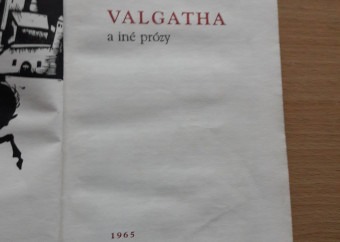 VALGATHA
a iné prózy
1965